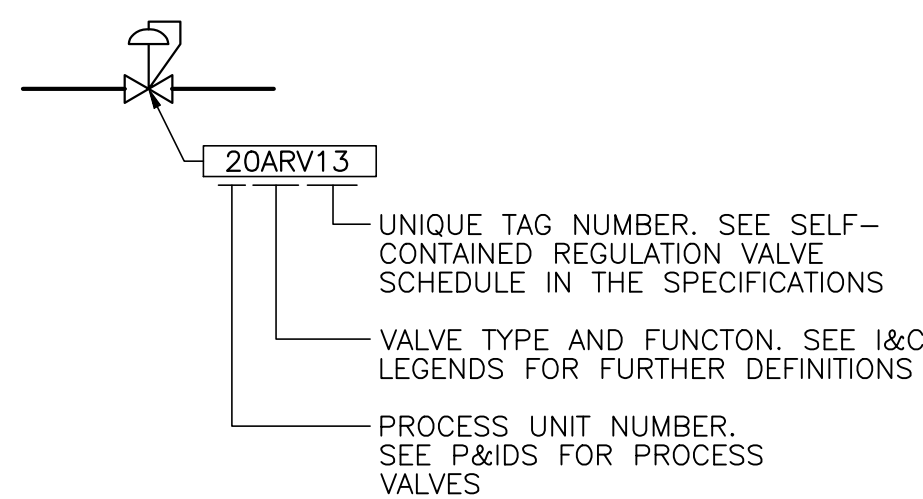 20ARV13
UNIQUE TAG NUMBER. SEE SELF-
CONTAINED REGULATION VALVE
SCHEDULE IN THE SPECIFICATIONS
VALVE TYPE AND FUNCTON. SEE I&C
LEGENDS FOR FURTHER DEFINITIONS
PROCESS UNIT NUMBER.
SEE P&IDS FOR PROCESS
VALVES